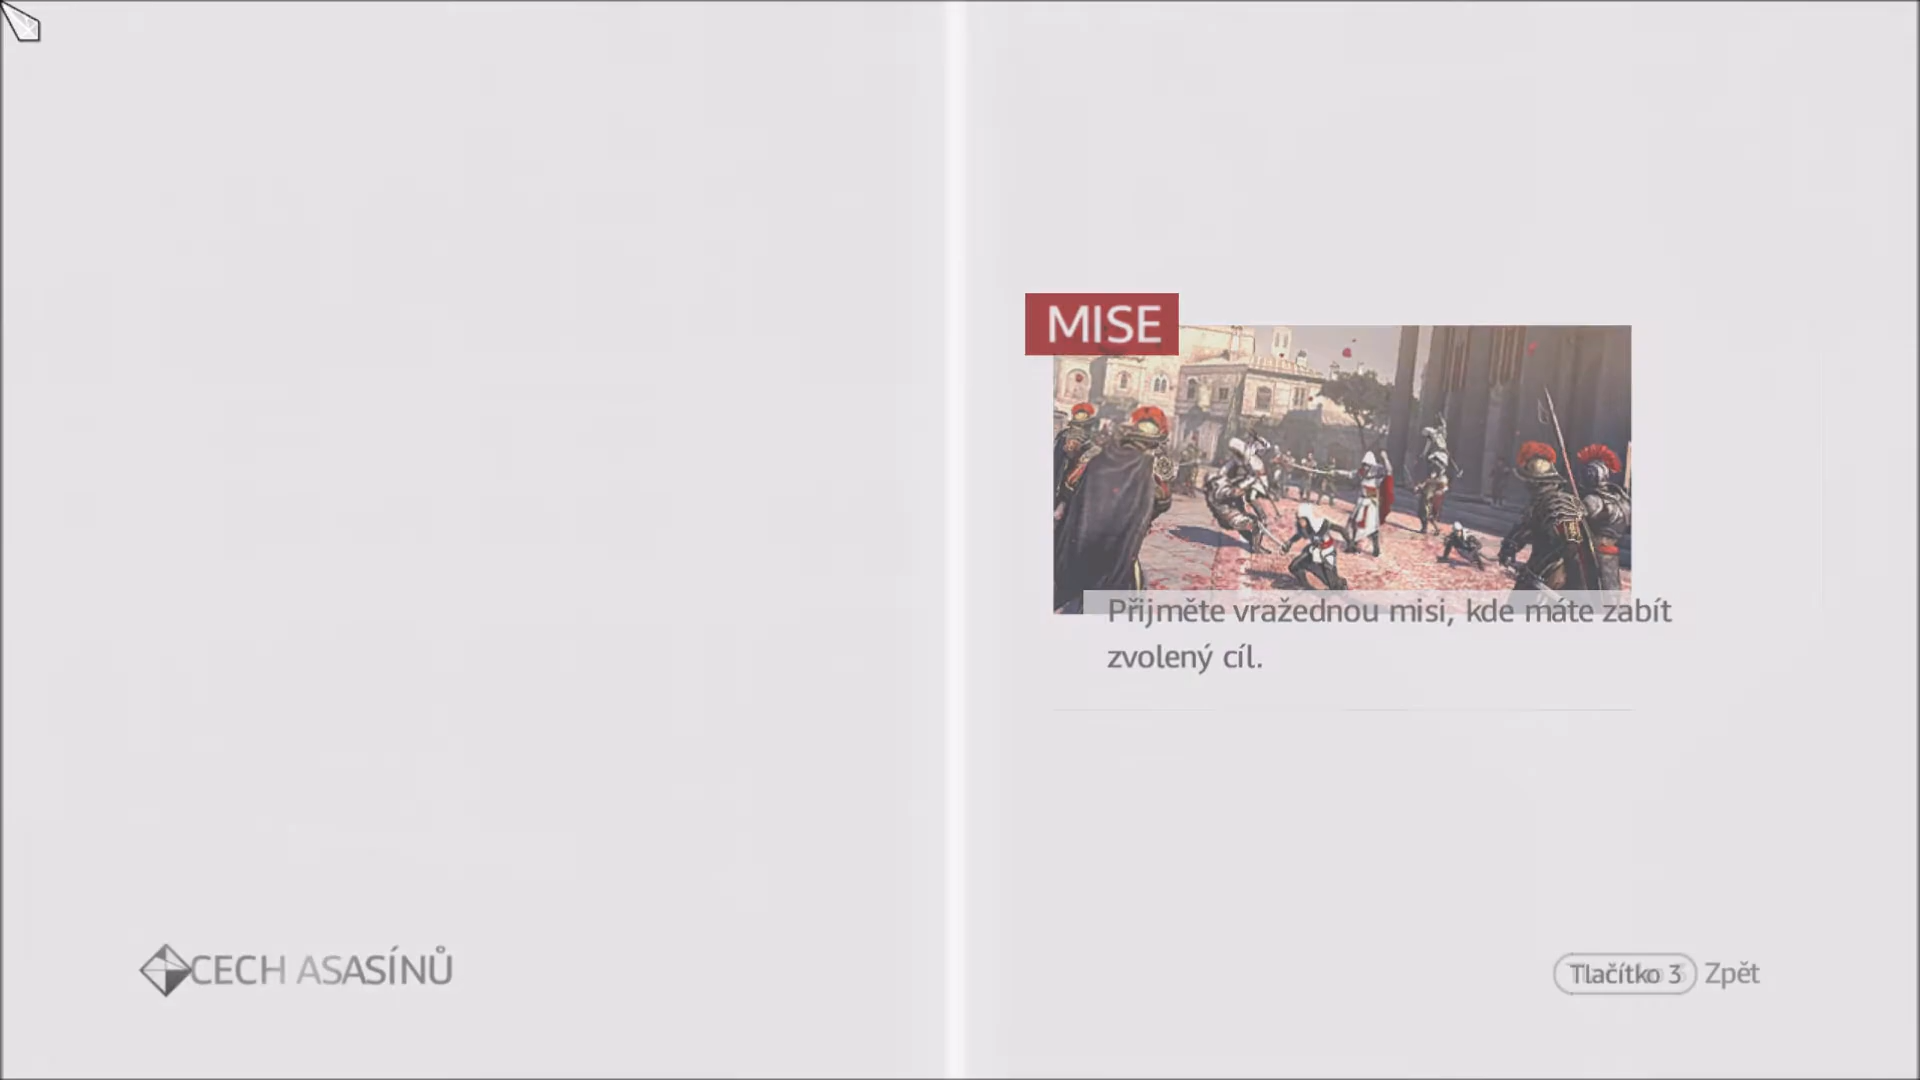 MISE
Přijměte vražednou misi, kde máte zabít
zvolený cíl.
CECH ASASÍNŮ
Tlačítko 3 Zpět